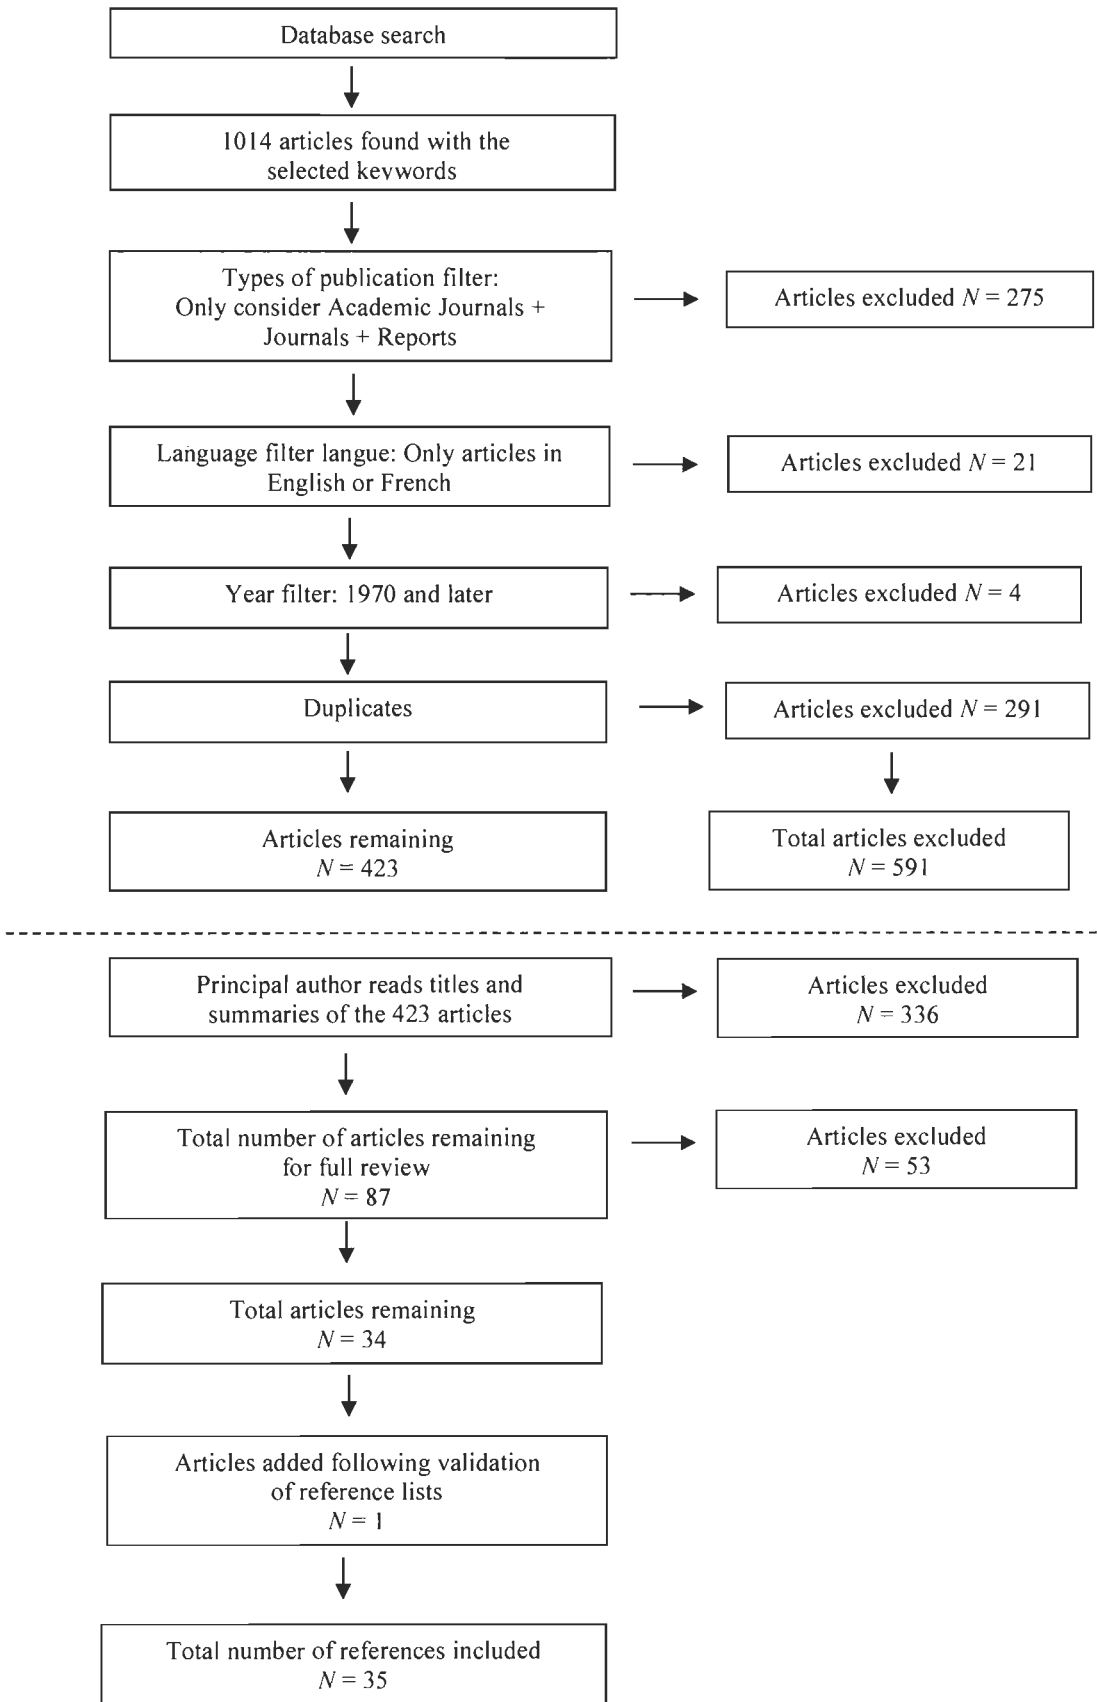 Database search
1014 articles found with the
selected keywords
Types of publication filter:
Only consider Academic Journals +
Journals + Reports
Articles excluded N = 275
Language filter langue: Only articles in
English or French
Articles excluded N = 21
Year filter: 1970 and later
Articles excluded N = 4
Duplicates
Articles excluded N = 291
Articles remaining
N = 423
Total articles excluded
N = 591
Principal author reads titles and
summaries of the 423 articles
Articles excluded
N = 336
Total number of articles remaining
for full review
N = 87
Articles excluded
N = 53
Total articles remaining
N = 34
Articles added following validation
of reference lists
N = 1
Total number of references included
N = 35